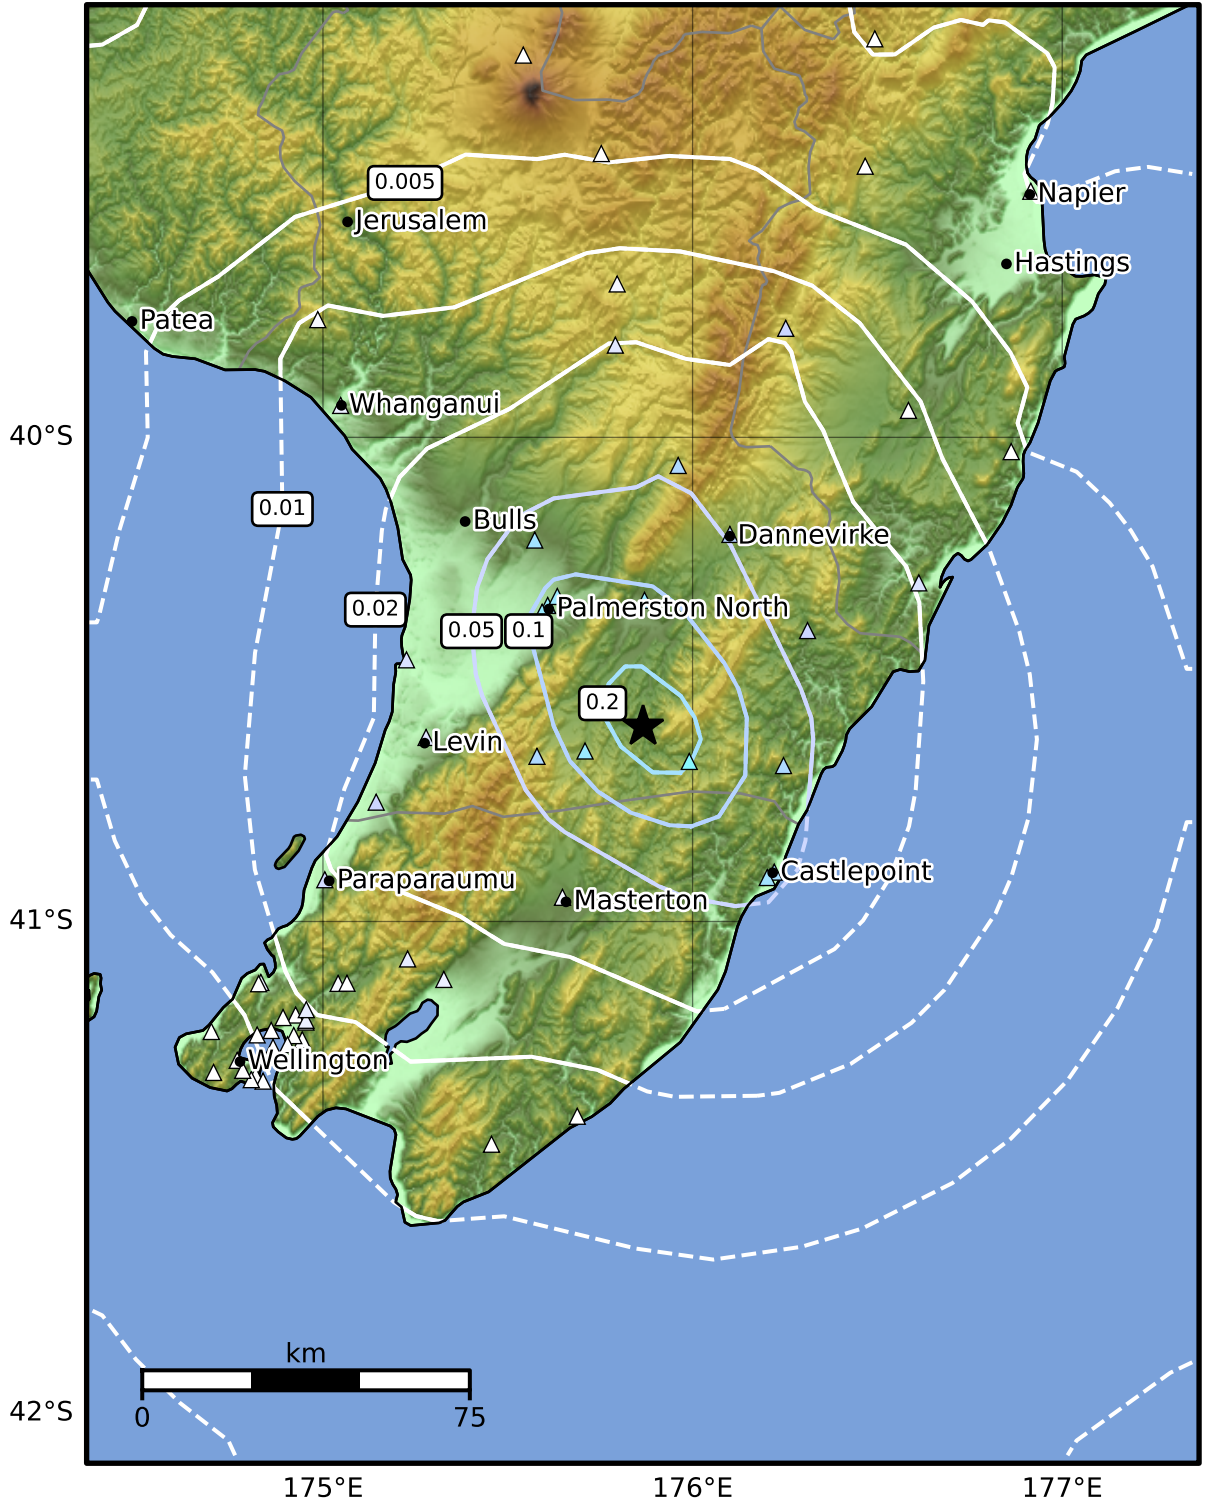 0.005
Jerusalem
Napier
Hastings
Patea
Whanganui
40°S
0.01
Bulls
Dannevirke
0.02
Palmerston North
0.05
0.1
0.2
Levin
Castlepoint
Paraparaumu
Masterton
41°S
Wellington
km
0
75
42°S
175°E
176°E
177°E